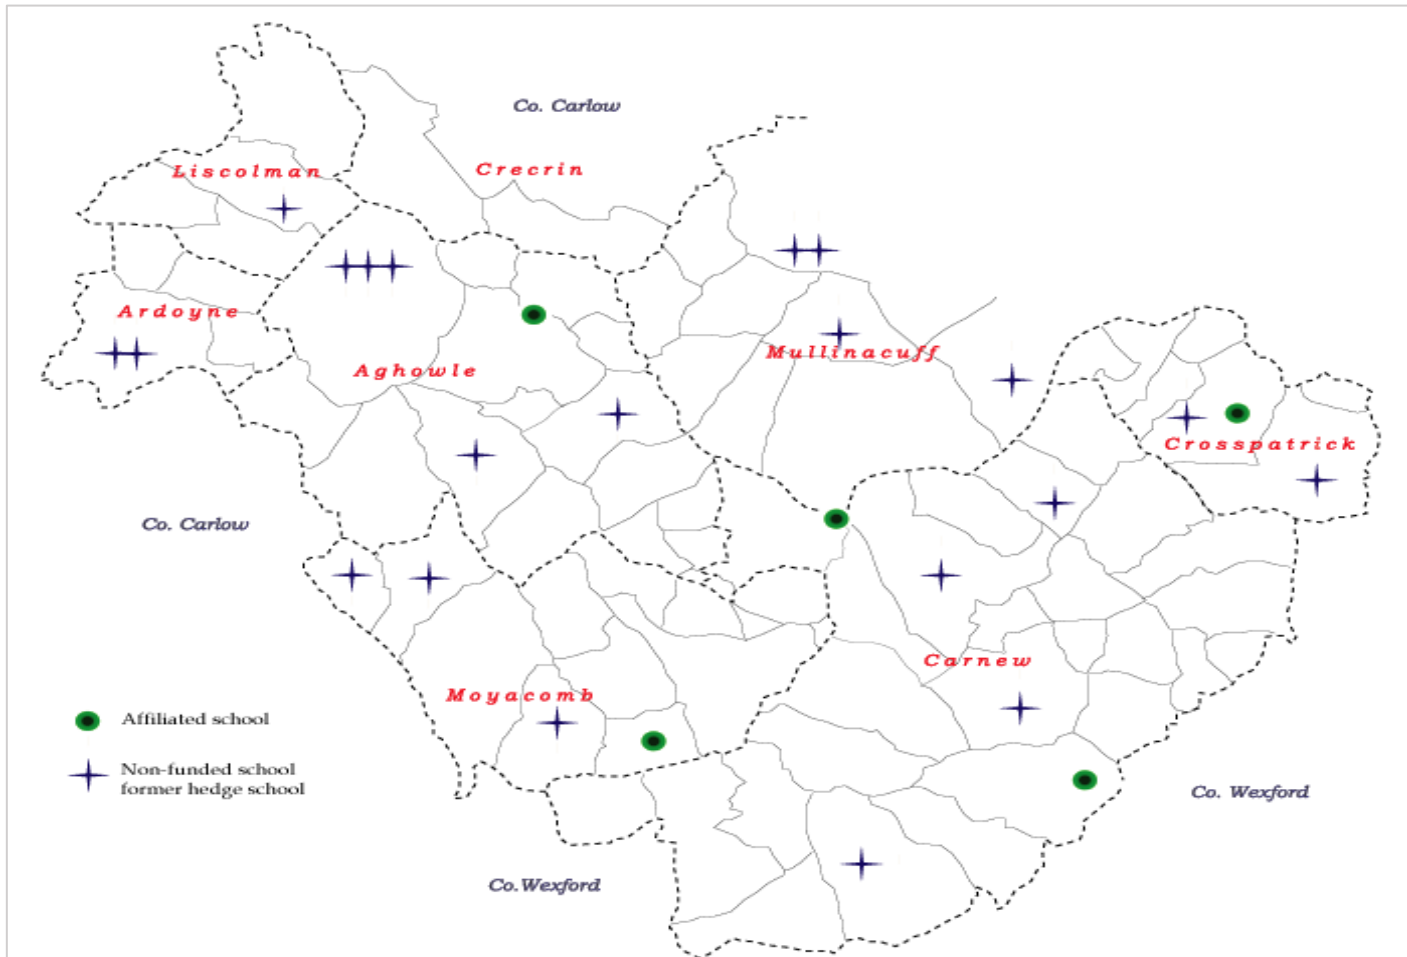 Co. Carlow
Liscolman
Crecrin
Ardoyne
Mullinacuff
Aghowle
Crosspatrick
Co. Carlow
Carnew
Moyacomb
Affiliated school
Non-funded school
former hedge school
Co. Wexford
Co.Wexford